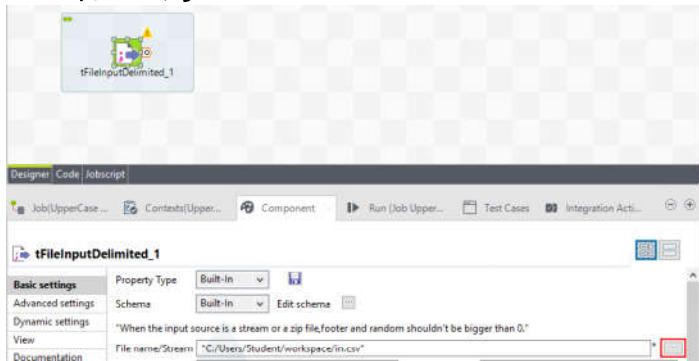 tFileInputDelimited_1
Designer Code Jobscript
Job(UpperCase ... Contexts(Upper... Component Run (Job Upper... Test Cases Integration Acti...
tFileInputDelimited_1
Basic settings Property Type Built-In
Advanced settings Schema Built-In Edit schema ...
Dynamic settings
"When the input source is a stream or a zip file,footer and random shouldn't be bigger than 0."
View
File name/Stream "C:/Users/Student/workspace/in.csv" * ...
Documentation